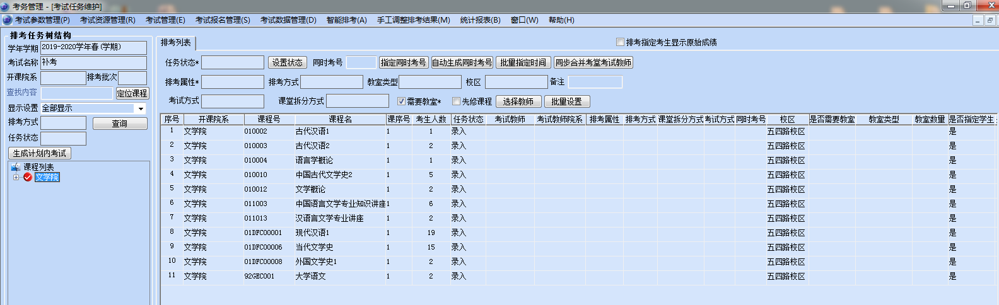 考务管理 - [考试任务维护]
考试参数管理(P) 考试资源管理(R) 考试管理(E) 考试报名管理(S) 考试数据管理(D) 智能排考(A) 手工调整排考结果(M) 统计报表(B) 窗口(W) 帮助(H)
排考任务树结构
学年学期 2019-2020学年春(学期)
考试名称 补考
开课院系 排考批次
查找内容 定位课程
显示设置 全部显示
排考方式 查询
任务状态
生成计划内考试
课程列表
文学院
排考列表 排考指定考生显示原始成绩
任务状态* 设置状态 同时考号 指定同时考号 自动生成同时考号 批量指定时间 同步合并考堂考试教师
排考属性* 排考方式 教室类型 校区 备注
考试方式 课堂拆分方式 需要教室* 先修课程 选择教师 批量设置
序号 开课院系 课程号 课程名 课序号 考生人数 任务状态 考试教师 考试教师院系 排考属性 排考方式 课堂拆分方式 考试方式 同时考号 校区 是否需要教室 教室类型 教室数量 是否指定学生
1 文学院 010002 古代汉语1 1 1 录入 五四路校区 是
2 文学院 010003 古代汉语2 1 2 录入 五四路校区 是
3 文学院 010004 语言学概论 1 1 录入 五四路校区 是
4 文学院 010010 中国古代文学史2 1 5 录入 五四路校区 是
5 文学院 010012 文学概论 1 2 录入 五四路校区 是
6 文学院 011003 中国语言文学专业知识讲座 1 6 录入 五四路校区 是
7 文学院 011013 汉语言文学专业讲座 1 2 录入 五四路校区 是
8 文学院 01DFC00001 现代汉语1 1 19 录入 五四路校区 是
9 文学院 01DFC00006 当代文学史 1 15 录入 五四路校区 是
10 文学院 01DFC00008 外国文学史1 1 2 录入 五四路校区 是
11 文学院 92GEC001 大学语文 1 2 录入 五四路校区 是